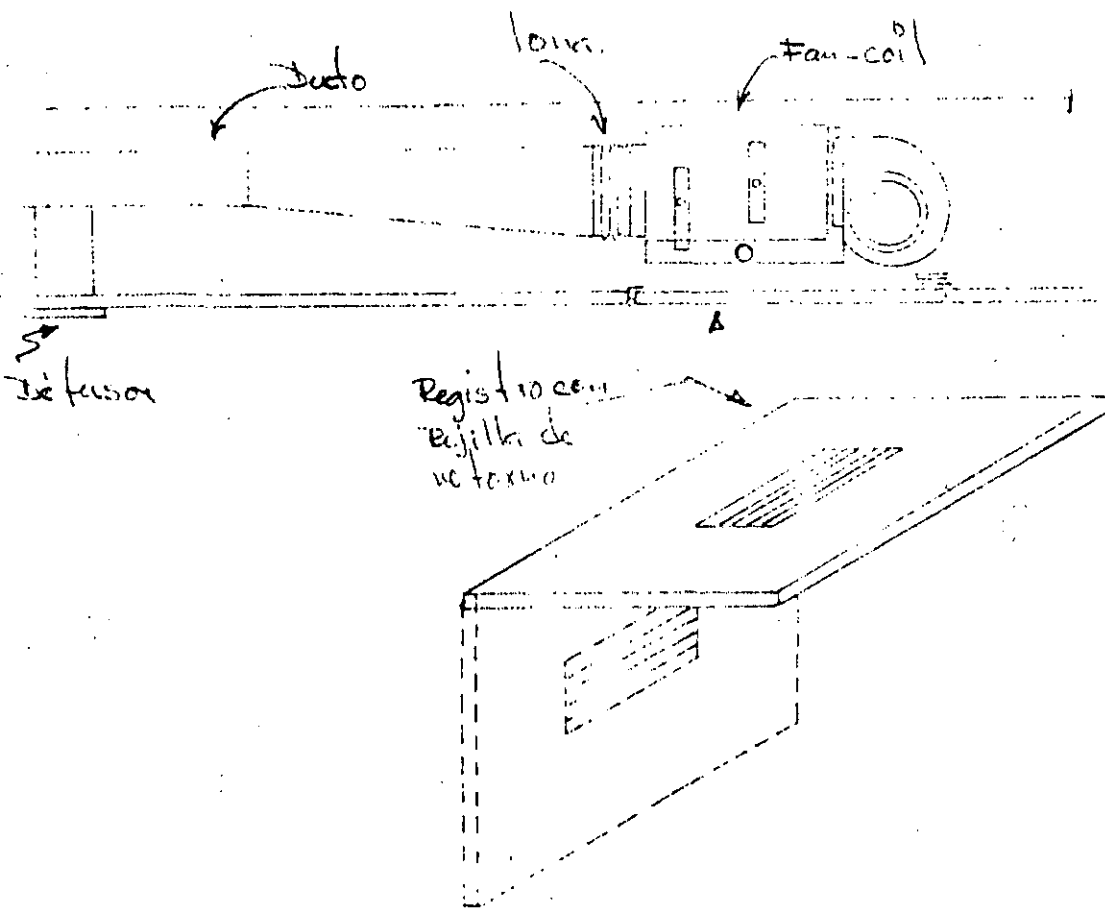 Ducto
lona.
Fan-coil
Difusor
Registro con
Rejilla de
retorno